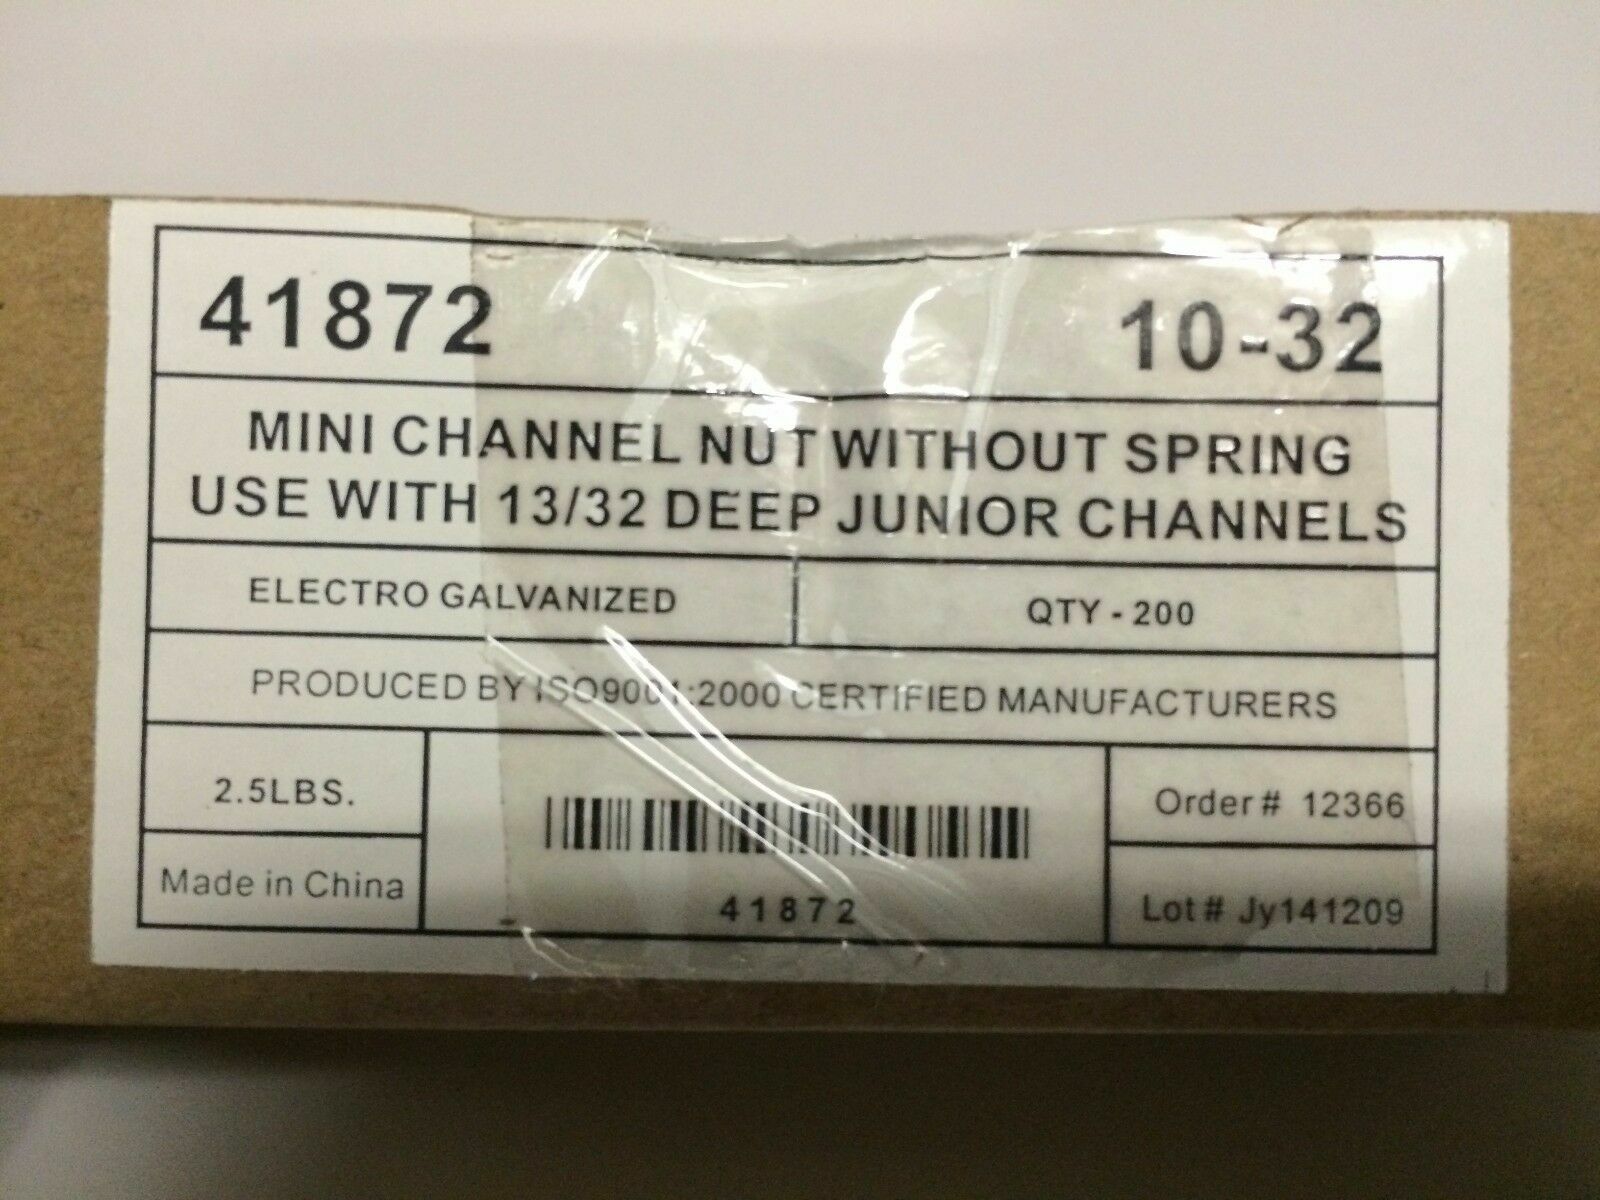 41872 10-32
MINI CHANNEL NUT WITHOUT SPRING
USE WITH 13/32 DEEP JUNIOR CHANNELS
ELECTRO GALVANIZED QTY - 200
PRODUCED BY ISO9001:2000 CERTIFIED MANUFACTURERS
2.5LBS.
Made in China
41872
Order # 12366
Lot # Jy141209